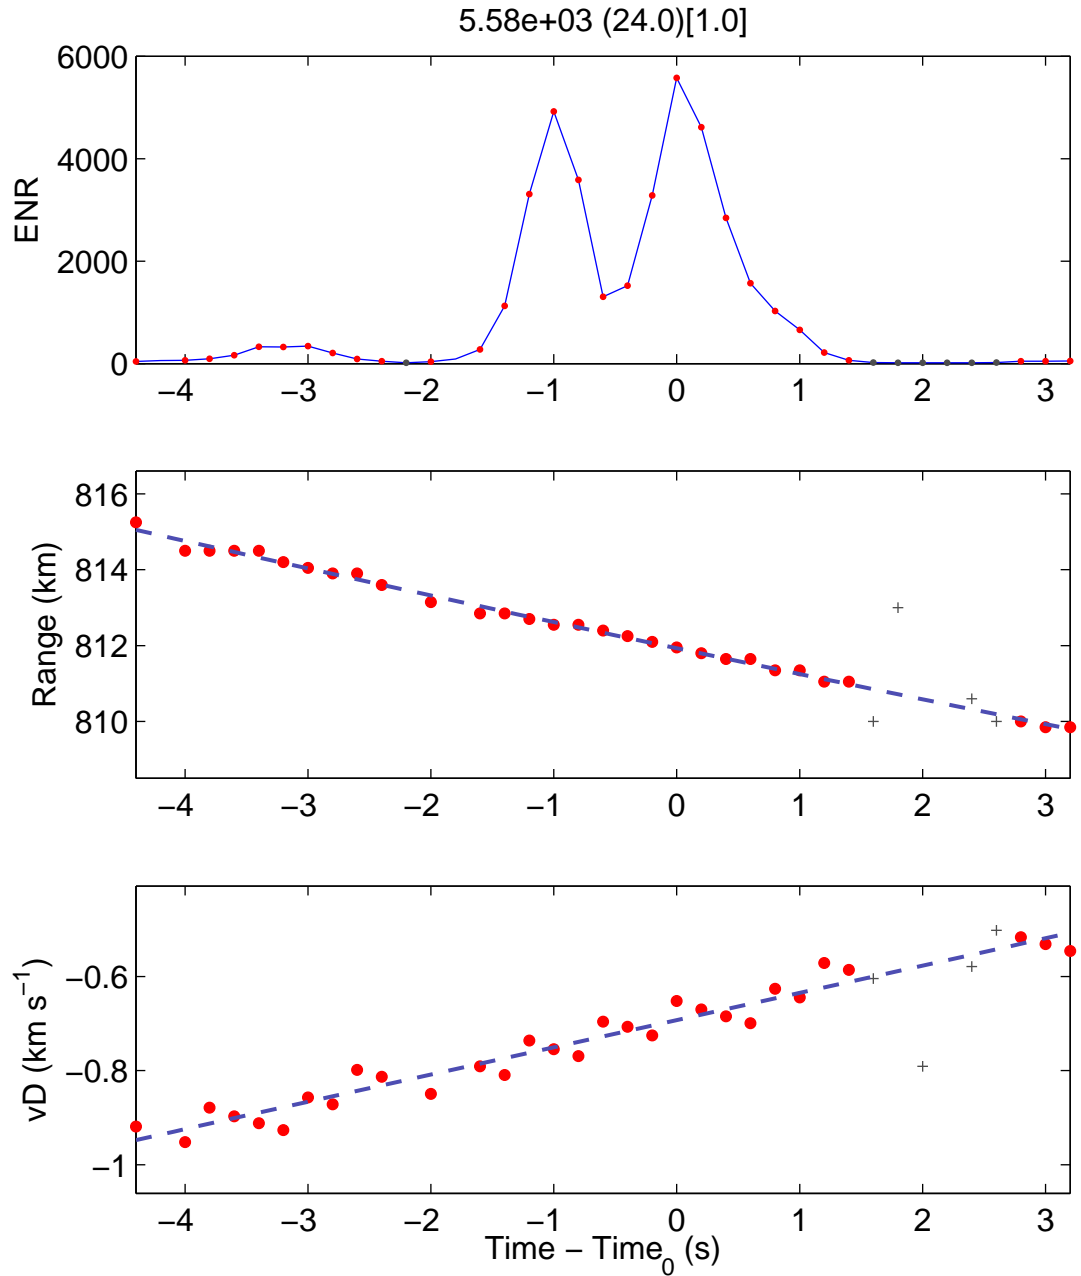 5.58e+03 (24.0)[1.0]
6000
4000
2000
0
ENR
−4 −3 −2 −1 0 1 2 3
816
814
812
810
Range (km)
−4 −3 −2 −1 0 1 2 3
−0.6
−0.8
−1
vD (km s⁻¹)
−4 −3 −2 −1 0 1 2 3
Time − Time₀ (s)